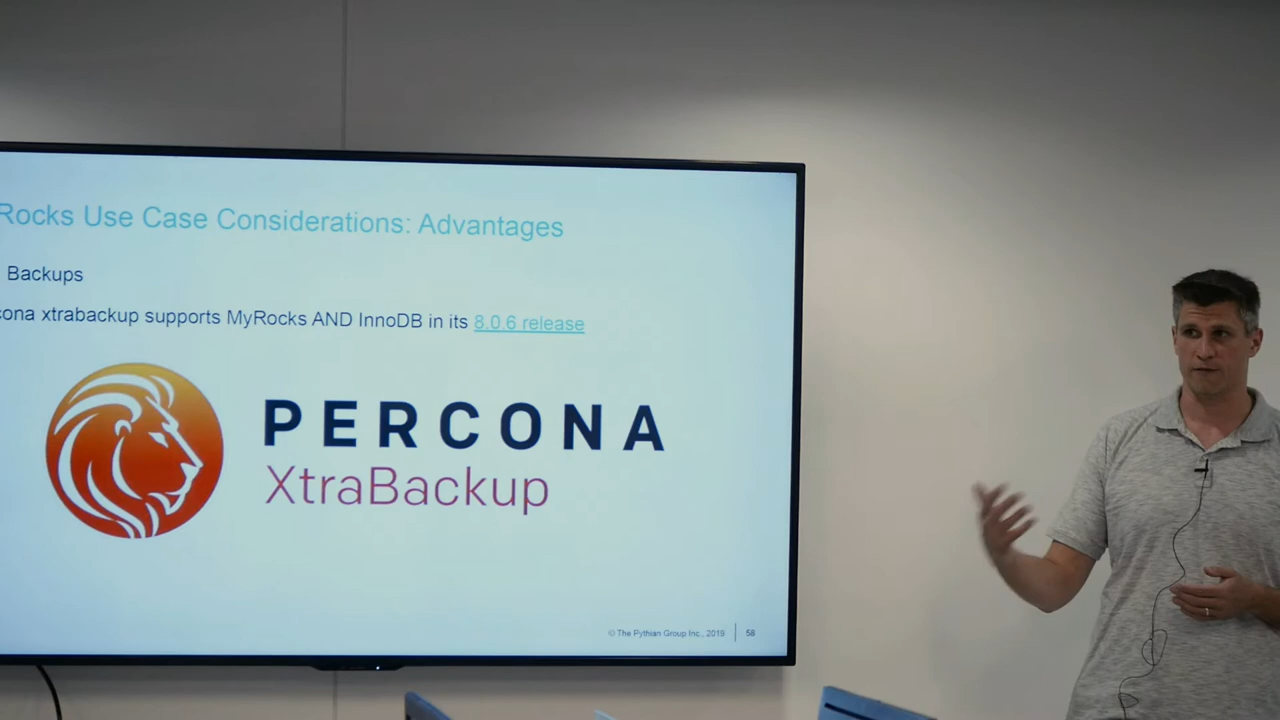 Rocks Use Case Considerations: Advantages
Backups
cona xtrabackup supports MyRocks AND InnoDB in its 8.0.6 release
PERCONA
XtraBackup
© The Pythian Group Inc., 2019
58